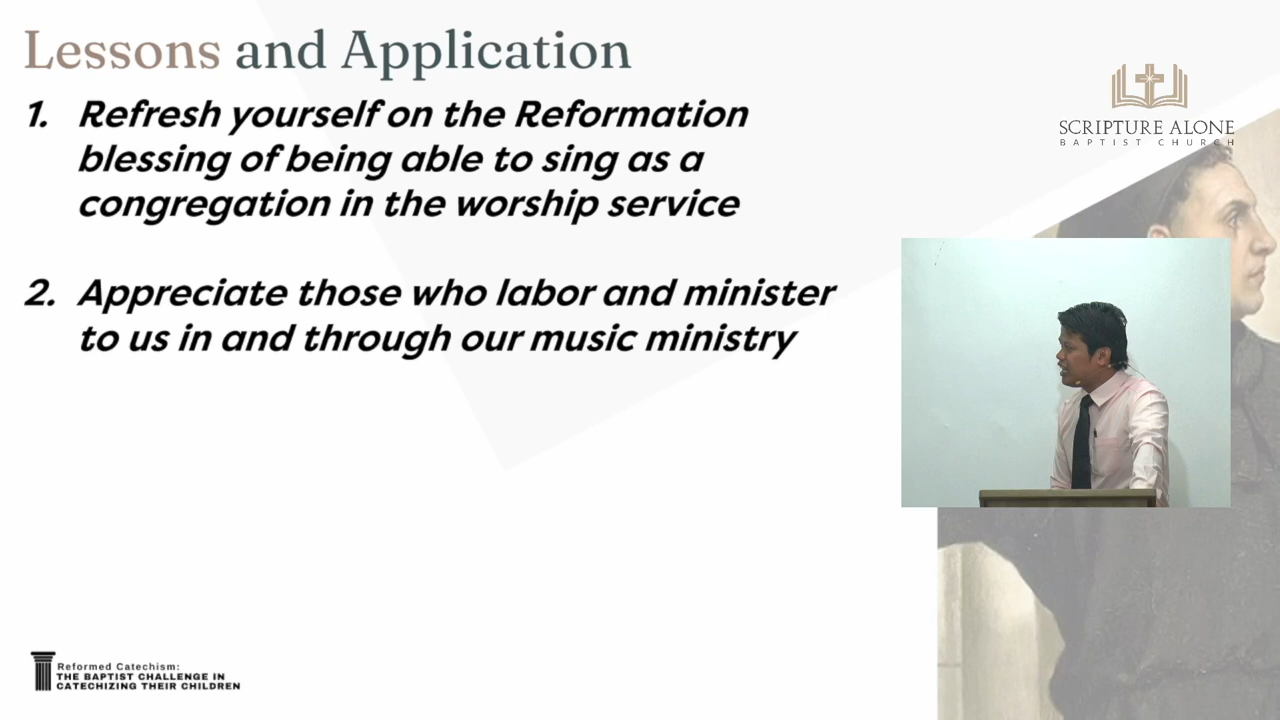 Lessons and Application
1. Refresh yourself on the Reformation
blessing of being able to sing as a
congregation in the worship service
2. Appreciate those who labor and minister
to us in and through our music ministry
SCRIPTURE ALONE
BAPTIST CHURCH
Reformed Catechism:
THE BAPTIST CHALLENGE IN
CATECHIZING THEIR CHILDREN